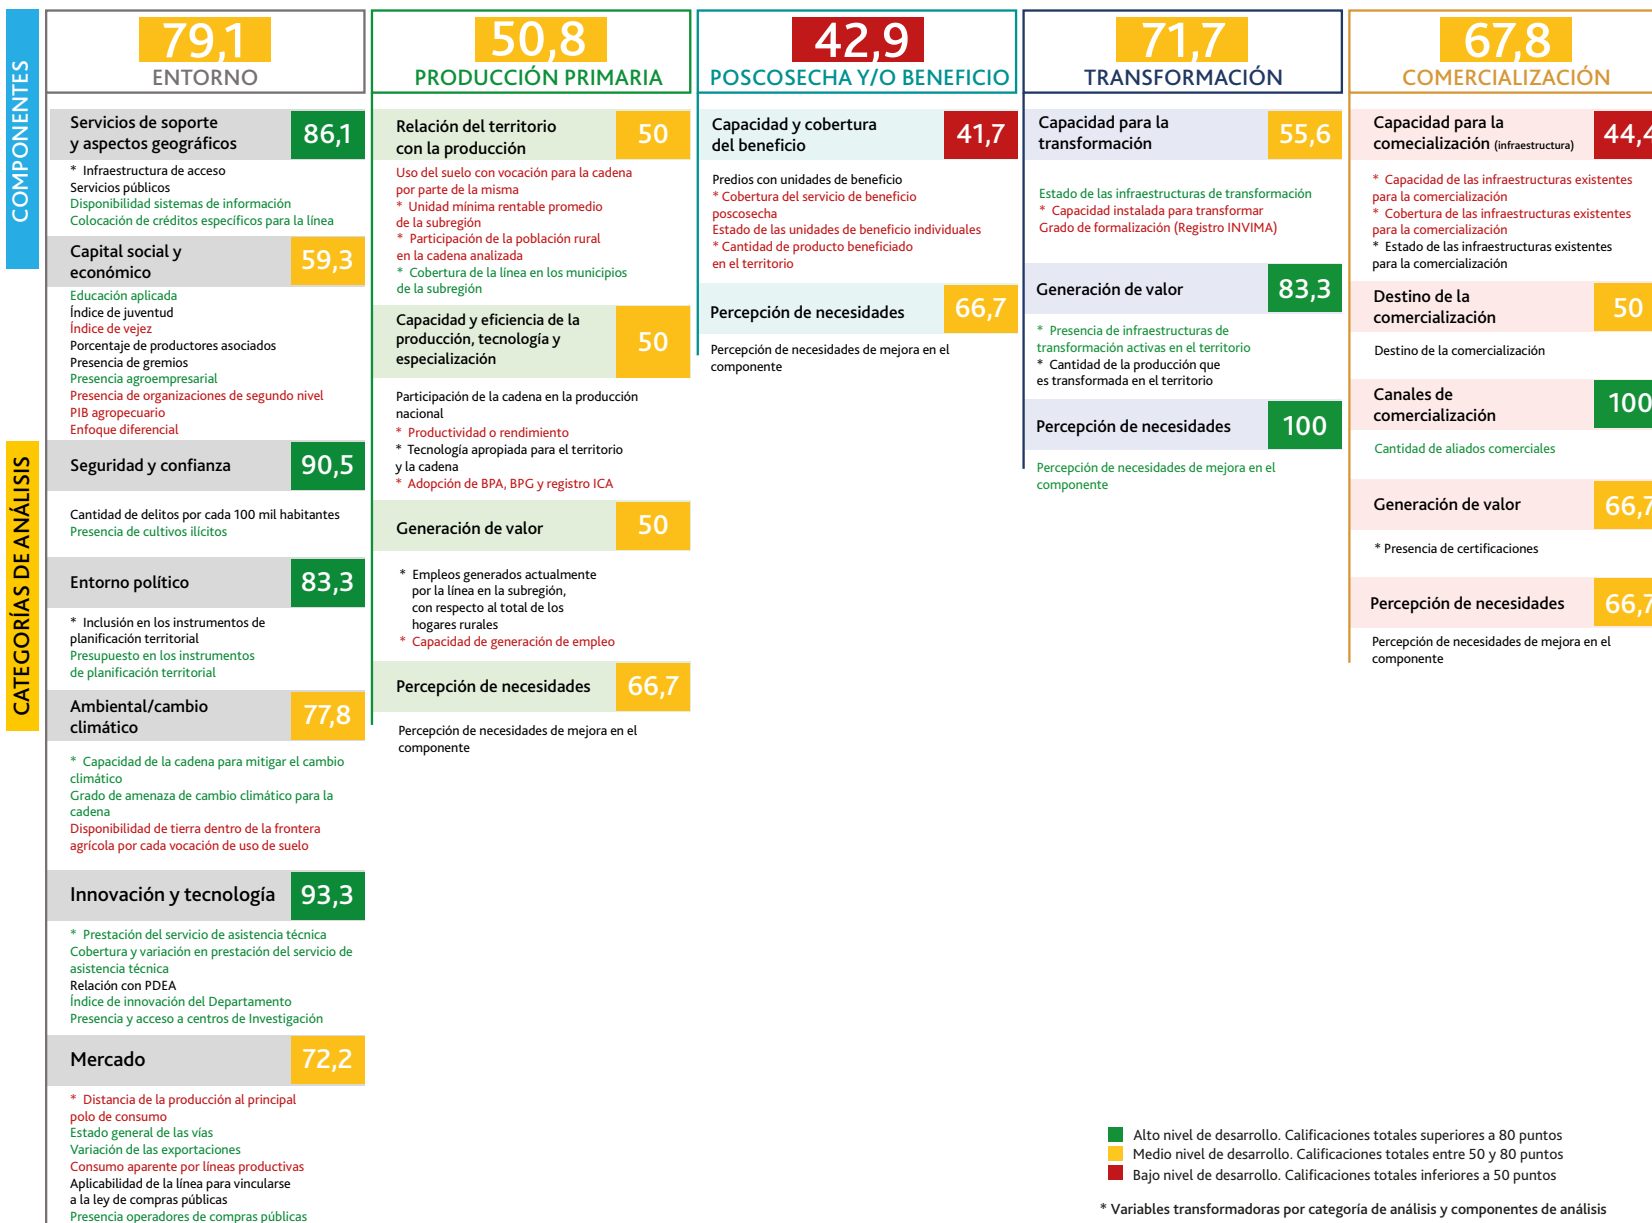 COMPONENTES
CATEGORÍAS DE ANÁLISIS
79,1
ENTORNO
Servicios de soporte
y aspectos geográficos
86,1
* Infraestructura de acceso
Servicios públicos
Disponibilidad sistemas de información
Colocación de créditos específicos para la línea
Capital social y
económico
59,3
Educación aplicada
Índice de juventud
Índice de vejez
Porcentaje de productores asociados
Presencia de gremios
Presencia agroempresarial
Presencia de organizaciones de segundo nivel
PIB agropecuario
Enfoque diferencial
Seguridad y confianza
90,5
Cantidad de delitos por cada 100 mil habitantes
Presencia de cultivos ilícitos
Entorno político
83,3
* Inclusión en los instrumentos de
planificación territorial
Presupuesto en los instrumentos
de planificación territorial
Ambiental/cambio
climático
77,8
* Capacidad de la cadena para mitigar el cambio
climático
Grado de amenaza de cambio climático para la
cadena
Disponibilidad de tierra dentro de la frontera
agrícola por cada vocación de uso de suelo
Innovación y tecnología
93,3
* Prestación del servicio de asistencia técnica
Cobertura y variación en prestación del servicio de
asistencia técnica
Relación con PDEA
Índice de innovación del Departamento
Presencia y acceso a centros de Investigación
Mercado
72,2
* Distancia de la producción al principal
polo de consumo
Estado general de las vías
Variación de las exportaciones
Consumo aparente por líneas productivas
Aplicabilidad de la línea para vincularse
a la ley de compras públicas
Presencia operadores de compras públicas
50,8
PRODUCCIÓN PRIMARIA
Relación del territorio
con la producción
50
Uso del suelo con vocación para la cadena
por parte de la misma
* Unidad mínima rentable promedio
de la subregión
* Participación de la población rural
en la cadena analizada
* Cobertura de la línea en los municipios
de la subregión
Capacidad y eficiencia de la
producción, tecnología y
especialización
50
Participación de la cadena en la producción
nacional
* Productividad o rendimiento
* Tecnología apropiada para el territorio
y la cadena
* Adopción de BPA, BPG y registro ICA
Generación de valor
50
* Empleos generados actualmente
por la línea en la subregión,
con respecto al total de los
hogares rurales
* Capacidad de generación de empleo
Percepción de necesidades
66,7
Percepción de necesidades de mejora en el
componente
42,9
POSCOSECHA Y/O BENEFICIO
Capacidad y cobertura
del beneficio
41,7
Predios con unidades de beneficio
* Cobertura del servicio de beneficio
poscosecha
Estado de las unidades de beneficio individuales
* Cantidad de producto beneficiado
en el territorio
Percepción de necesidades
66,7
Percepción de necesidades de mejora en el
componente
71,7
TRANSFORMACIÓN
Capacidad para la
transformación
55,6
Estado de las infraestructuras de transformación
* Capacidad instalada para transformar
Grado de formalización (Registro INVIMA)
Generación de valor
83,3
* Presencia de infraestructuras de
transformación activas en el territorio
* Cantidad de la producción que
es transformada en el territorio
Percepción de necesidades
100
Percepción de necesidades de mejora en el
componente
67,8
COMERCIALIZACIÓN
Capacidad para la
comecialización (infraestructura)
44,4
* Capacidad de las infraestructuras existentes
para la comercialización
* Cobertura de las infraestructuras existentes
para la comercialización
* Estado de las infraestructuras existentes
para la comercialización
Destino de la
comercialización
50
Destino de la comercialización
Canales de
comercialización
100
Cantidad de aliados comerciales
Generación de valor
66,7
* Presencia de certificaciones
Percepción de necesidades
66,7
Percepción de necesidades de mejora en el
componente
Alto nivel de desarrollo. Calificaciones totales superiores a 80 puntos
Medio nivel de desarrollo. Calificaciones totales entre 50 y 80 puntos
Bajo nivel de desarrollo. Calificaciones totales inferiores a 50 puntos
* Variables transformadoras por categoría de análisis y componentes de análisis